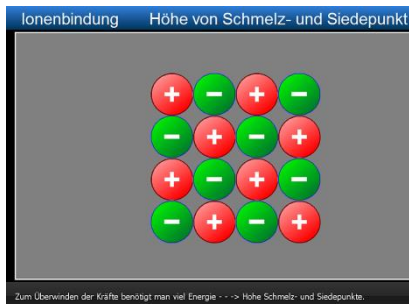 Ionenbindung Höhe von Schmelz- und Siedepunkt
+ − + −
− + − +
+ − + −
− + − +
Zum Überwinden der Kräfte benötigt man viel Energie - - -> Hohe Schmelz- und Siedepunkte.